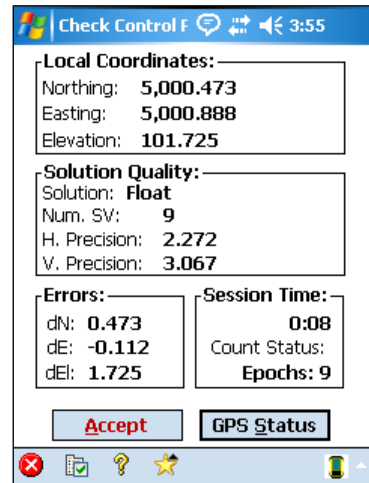 Check Control F 3:55
Local Coordinates:
Northing: 5,000.473
Easting: 5,000.888
Elevation: 101.725
Solution Quality:
Solution: Float
Num. SV: 9
H. Precision: 2.272
V. Precision: 3.067
Errors:
dN: 0.473
dE: -0.112
dEl: 1.725
Session Time:
0:08
Count Status:
Epochs: 9
Accept GPS Status